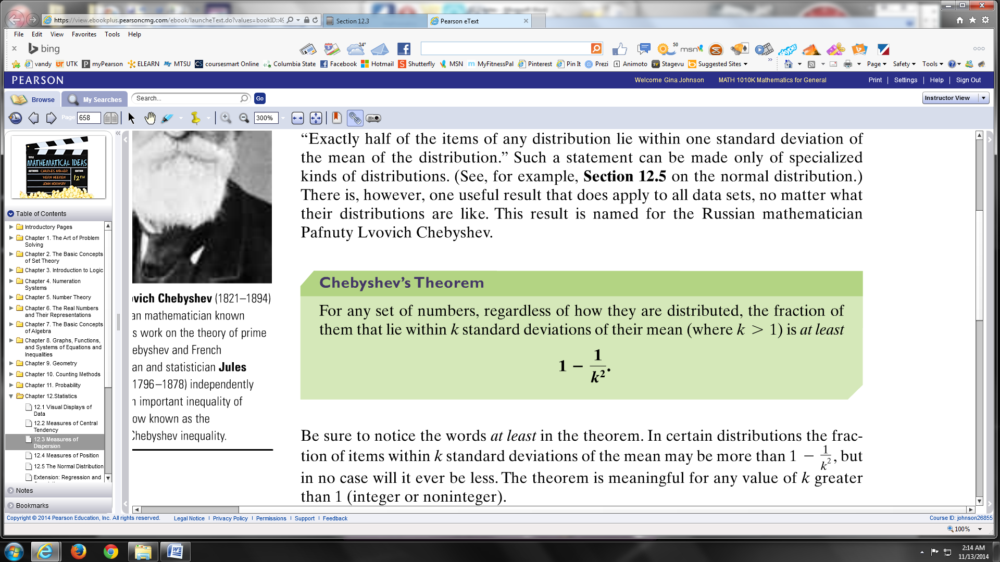 https://view.ebookplus.pearsoncmg.com/ebook/launcheText.do?values=bookID::49
Section 12.3
Pearson eText
File Edit View Favorites Tools Help
bing
34°
50
msn
skype
vandy UTK myPearson ELEARN MTSU coursesmart Online Columbia State Facebook Hotmail Shutterfly MSN MyFitnessPal Pinterest Pin It Prezi Animoto Stagevu Suggested Sites
Page Safety Tools
PEARSON
Welcome Gina Johnson MATH 1010K Mathematics for General Print Settings Help Sign Out
Browse My Searches Search... Go
Instructor View
Page 658
300%
TITLE
MATHEMATICAL IDEAS
AUTHORS CHARLES MILLER EDITION
VERN HEEREN 12TH
JOHN HORNSBY
Table of Contents
Introductory Pages
Chapter 1. The Art of Problem
Solving
Chapter 2. The Basic Concepts
of Set Theory
Chapter 3. Introduction to Logic
Chapter 4. Numeration
Systems
Chapter 5. Number Theory
Chapter 6. The Real Numbers
and Their Representations
Chapter 7. The Basic Concepts
of Algebra
Chapter 8. Graphs, Functions,
and Systems of Equations and
Inequalities
Chapter 9. Geometry
Chapter 10. Counting Methods
Chapter 11. Probability
Chapter 12.Statistics
12.1 Visual Displays of
Data
12.2 Measures of Central
Tendency
12.3 Measures of
Dispersion
12.4 Measures of Position
12.5 The Normal Distribution
Extension: Regression and
Notes
Bookmarks
vich Chebyshev (1821–1894)
an mathematician known
s work on the theory of prime
ebyshev and French
an and statistician Jules
1796–1878) independently
n important inequality of
ow known as the
Chebyshev inequality.
“Exactly half of the items of any distribution lie within one standard deviation of
the mean of the distribution.” Such a statement can be made only of specialized
kinds of distributions. (See, for example, Section 12.5 on the normal distribution.)
There is, however, one useful result that does apply to all data sets, no matter what
their distributions are like. This result is named for the Russian mathematician
Pafnuty Lvovich Chebyshev.
Chebyshev’s Theorem
For any set of numbers, regardless of how they are distributed, the fraction of
them that lie within k standard deviations of their mean (where k > 1) is at least
1 − 1/k².
Be sure to notice the words at least in the theorem. In certain distributions the frac-
tion of items within k standard deviations of the mean may be more than 1 − 1/k², but
in no case will it ever be less. The theorem is meaningful for any value of k greater
than 1 (integer or noninteger).
Copyright © 2014 Pearson Education, Inc. All rights reserved. Legal Notice | Privacy Policy | Permissions | Support | Feedback
Course ID: johnson26855
100%
2:14 AM
11/13/2014